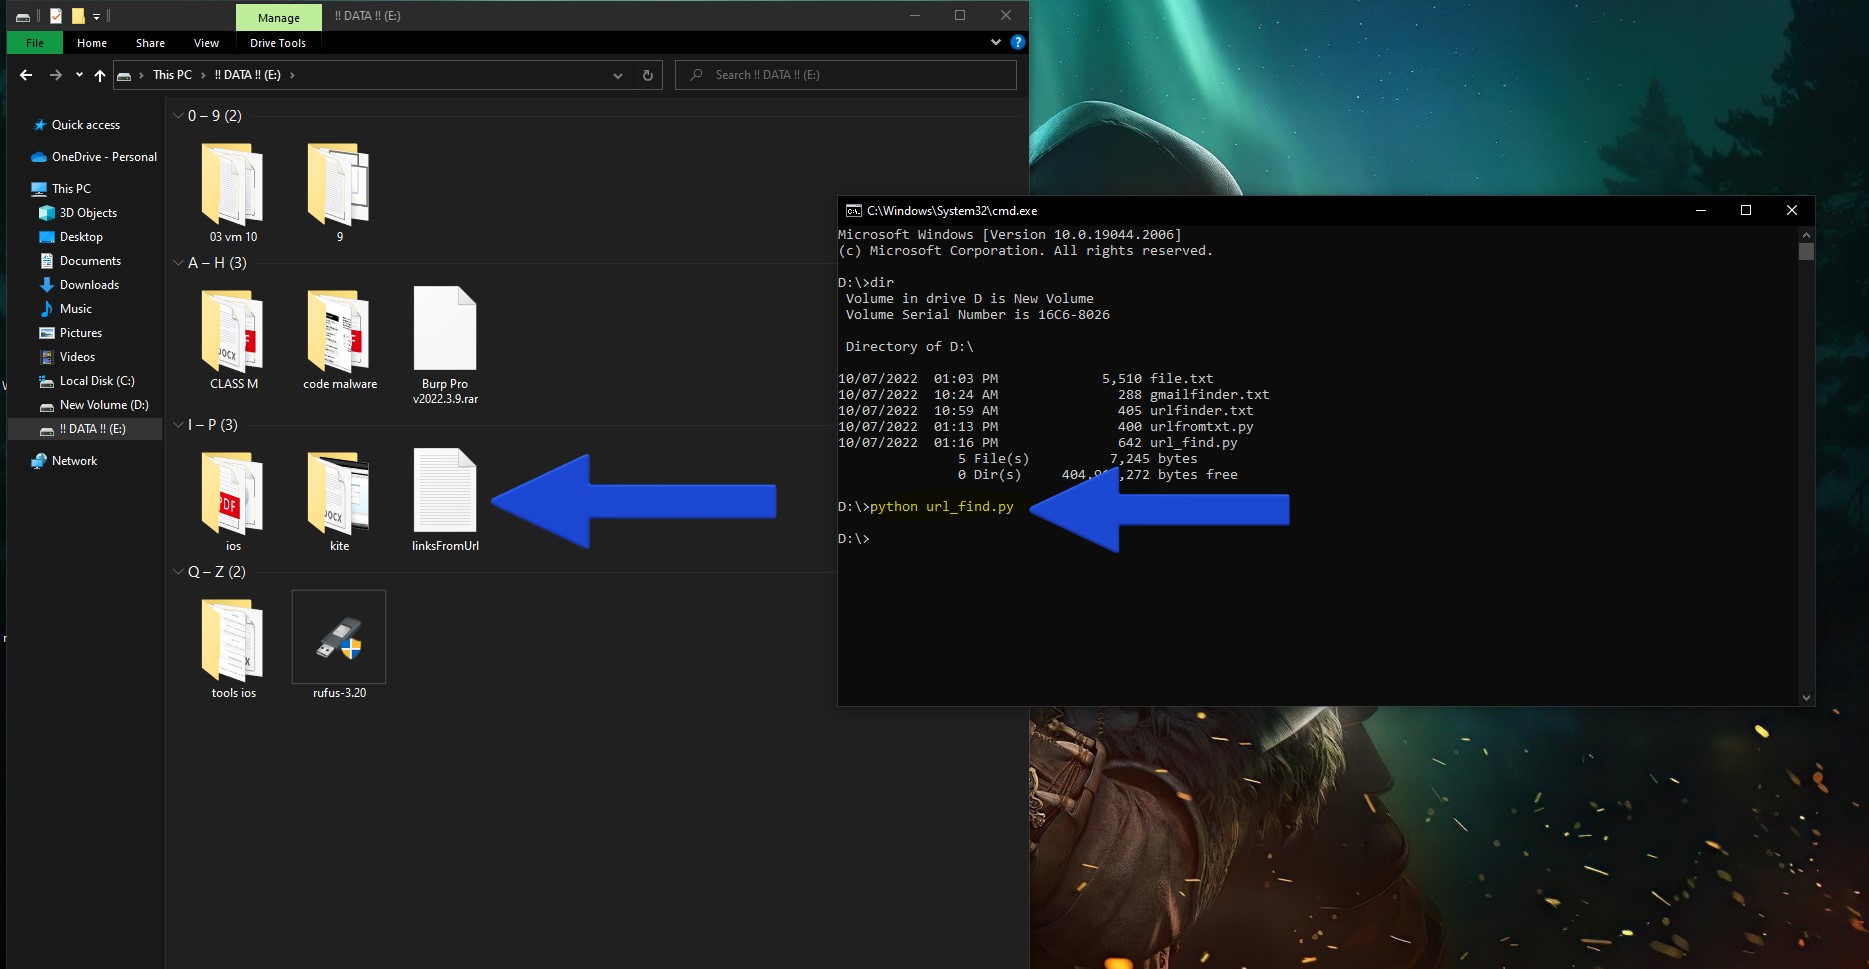 Manage
!! DATA !! (E:)
File
Home
Share
View
Drive Tools
This PC
!! DATA !! (E:)
Search !! DATA !! (E:)
Quick access
OneDrive - Personal
This PC
3D Objects
Desktop
Documents
Downloads
Music
Pictures
Videos
Local Disk (C:)
New Volume (D:)
!! DATA !! (E:)
Network
0 – 9 (2)
03 vm 10
9
A – H (3)
CLASS M
code malware
Burp Pro
v2022.3.9.rar
I – P (3)
ios
kite
linksFromUrl
Q – Z (2)
tools ios
rufus-3.20
C:\Windows\System32\cmd.exe
Microsoft Windows [Version 10.0.19044.2006]
(c) Microsoft Corporation. All rights reserved.
D:\>dir
Volume in drive D is New Volume
Volume Serial Number is 16C6-8026
Directory of D:\
10/07/2022  01:03 PM             5,510 file.txt
10/07/2022  10:24 AM               288 gmailfinder.txt
10/07/2022  10:59 AM               405 urlfinder.txt
10/07/2022  01:13 PM               400 urlfromtxt.py
10/07/2022  01:16 PM               642 url_find.py
5 File(s)          7,245 bytes
0 Dir(s)     bytes free
D:\>python url_find.py
D:\>